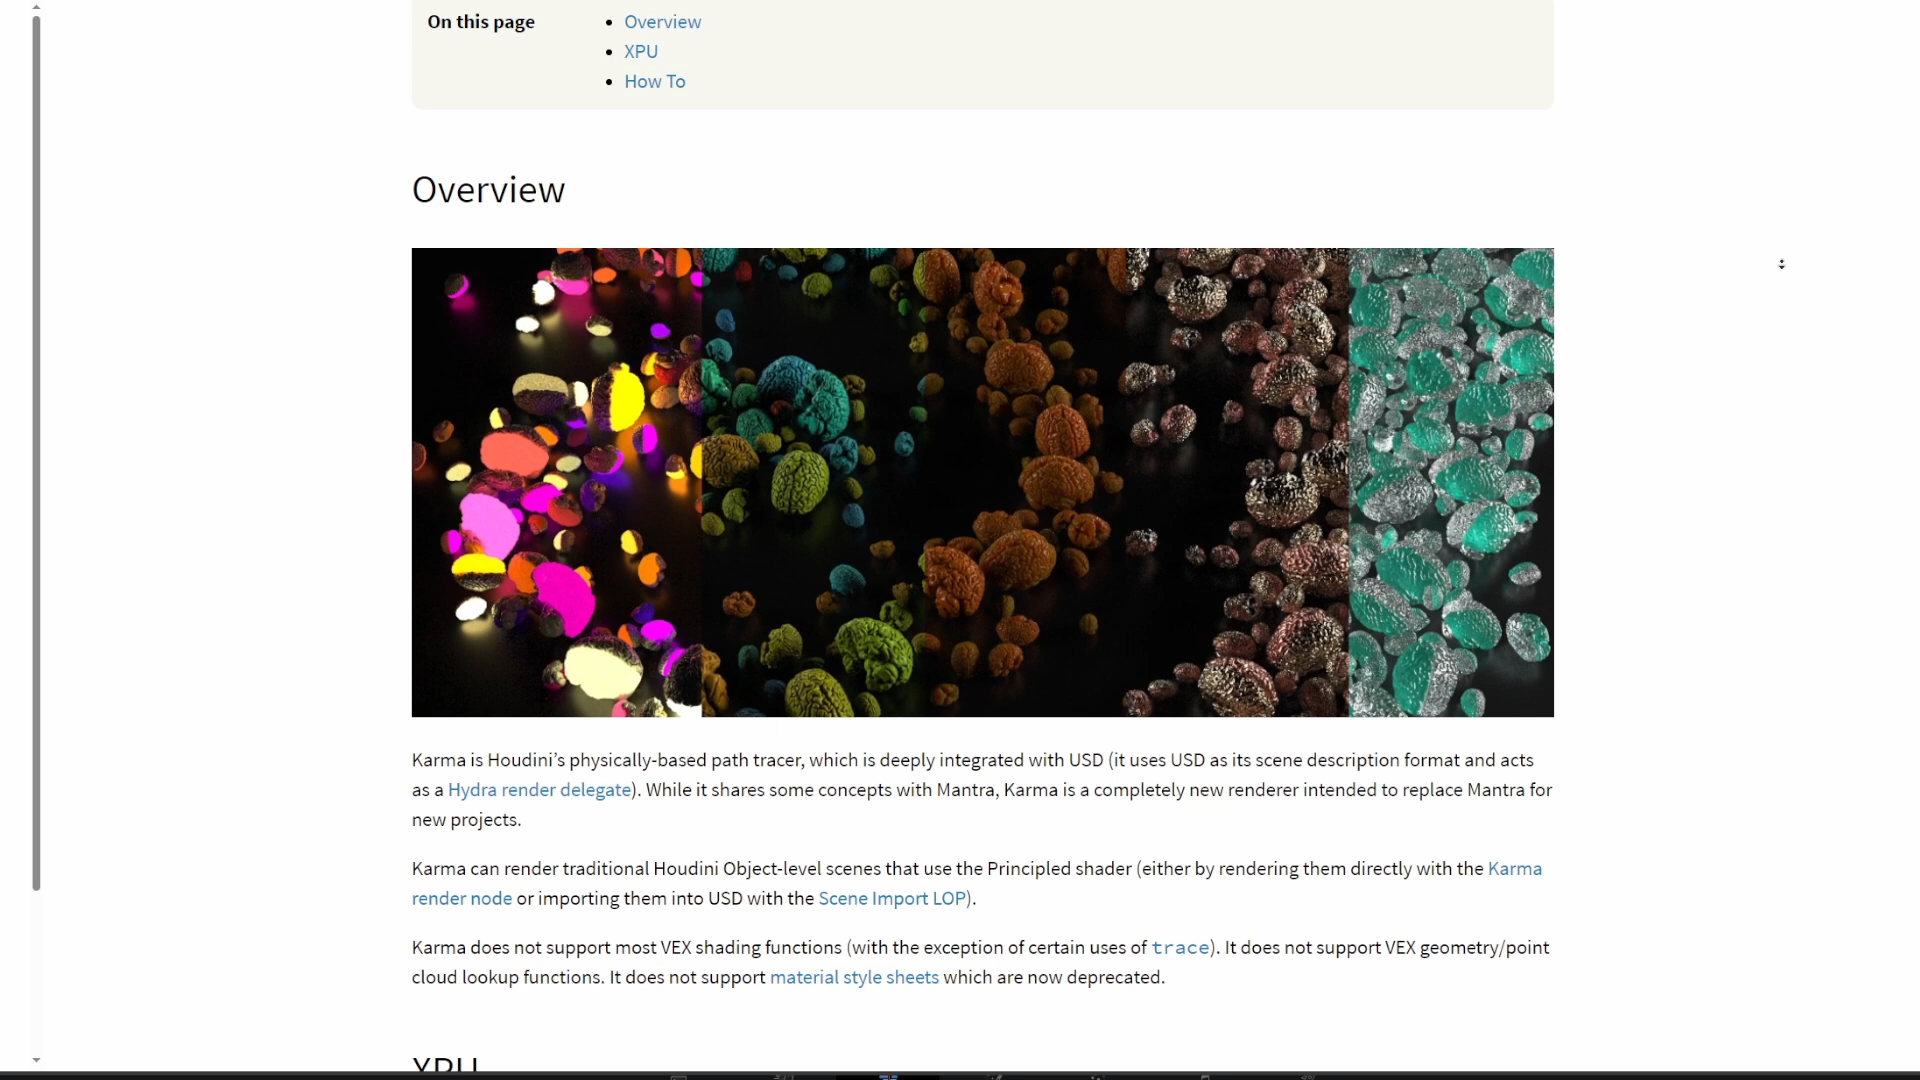 On this page
Overview
XPU
How To
Overview
Karma is Houdini’s physically-based path tracer, which is deeply integrated with USD (it uses USD as its scene description format and acts
as a Hydra render delegate). While it shares some concepts with Mantra, Karma is a completely new renderer intended to replace Mantra for
new projects.
Karma can render traditional Houdini Object-level scenes that use the Principled shader (either by rendering them directly with the Karma
render node or importing them into USD with the Scene Import LOP).
Karma does not support most VEX shading functions (with the exception of certain uses of trace). It does not support VEX geometry/point
cloud lookup functions. It does not support material style sheets which are now deprecated.
XPU